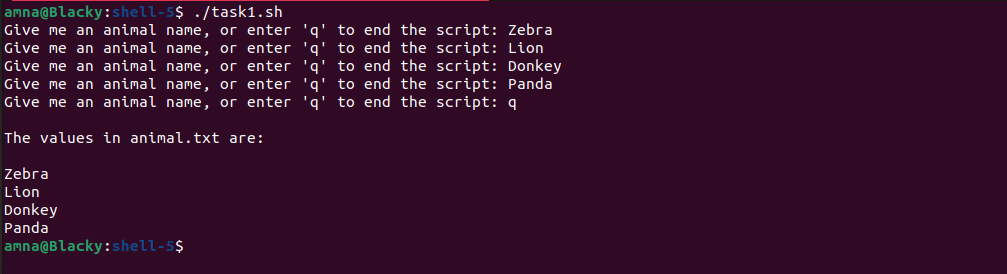 amna@Blacky:shell-5$ ./task1.sh
Give me an animal name, or enter 'q' to end the script: Zebra
Give me an animal name, or enter 'q' to end the script: Lion
Give me an animal name, or enter 'q' to end the script: Donkey
Give me an animal name, or enter 'q' to end the script: Panda
Give me an animal name, or enter 'q' to end the script: q
The values in animal.txt are:
Zebra
Lion
Donkey
Panda
amna@Blacky:shell-5$